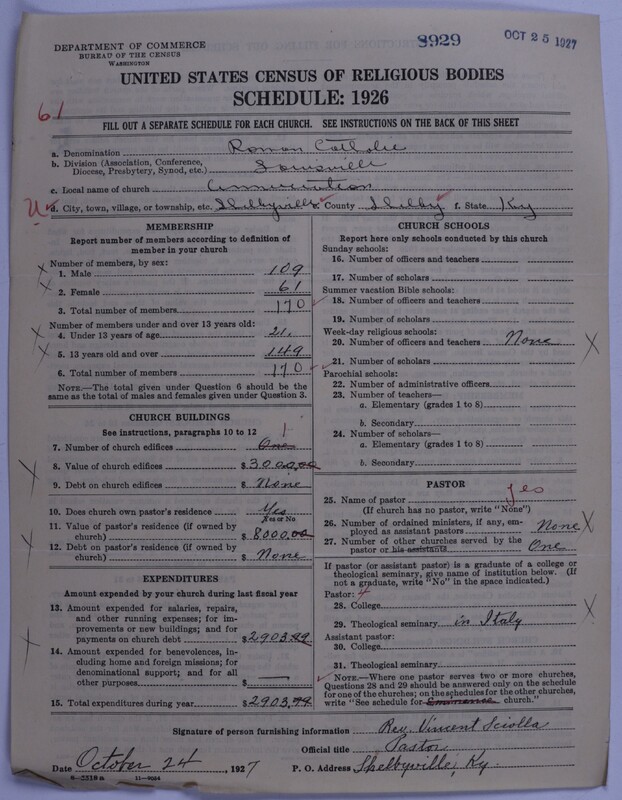 8929
OCT 25 1927
DEPARTMENT OF COMMERCE
BUREAU OF THE CENSUS
WASHINGTON
UNITED STATES CENSUS OF RELIGIOUS BODIES
SCHEDULE: 1926
61
FILL OUT A SEPARATE SCHEDULE FOR EACH CHURCH. SEE INSTRUCTIONS ON THE BACK OF THIS SHEET
a. Denomination Roman Catholic
b. Division (Association, Conference,
Diocese, Presbytery, Synod, etc.) Louisville
c. Local name of church Annunciation
d. City, town, village, or township, etc. Shelbyville e. County Shelby f. State Ky
MEMBERSHIP
Report number of members according to definition of
member in your church
Number of members, by sex:
1. Male 109
2. Female 61
3. Total number of members 170
Number of members under and over 13 years old:
4. Under 13 years of age 21
5. 13 years old and over 149
6. Total number of members 170
NOTE.—The total given under Question 6 should be
the same as the total of males and females given under Question 3.
CHURCH BUILDINGS
See instructions, paragraphs 10 to 12
7. Number of church edifices One 1
8. Value of church edifices $30000.00
9. Debt on church edifices $ None
10. Does church own pastor's residence Yes
Yes or No
11. Value of pastor's residence (if owned by
church) $ 8000.00
12. Debt on pastor's residence (if owned by
church) $ None
EXPENDITURES
Amount expended by your church during last fiscal year
13. Amount expended for salaries, repairs,
and other running expenses; for im-
provements or new buildings; and for
payments on church debt $2903.99
14. Amount expended for benevolences, in-
cluding home and foreign missions; for
denominational support; and for all
other purposes $
15. Total expenditures during year $2903.99
CHURCH SCHOOLS
Report here only schools conducted by this church
Sunday schools:
16. Number of officers and teachers
17. Number of scholars
Summer vacation Bible schools:
18. Number of officers and teachers
19. Number of scholars
Week-day religious schools:
20. Number of officers and teachers None
21. Number of scholars
Parochial schools:
22. Number of administrative officers
23. Number of teachers—
a. Elementary (grades 1 to 8)
b. Secondary
24. Number of scholars—
a. Elementary (grades 1 to 8)
b. Secondary
PASTOR
25. Name of pastor yes
(If church has no pastor, write "None")
26. Number of ordained ministers, if any, em-
ployed as assistant pastors None
27. Number of other churches served by the
pastor or his assistants One
If pastor (or assistant pastor) is a graduate of a college or
theological seminary, give name of institution below. (If
not a graduate, write "No" in the space indicated.)
Pastor: 4
28. College
29. Theological seminary in Italy
Assistant pastor:
30. College
31. Theological seminary
NOTE.—Where one pastor serves two or more churches,
Questions 28 and 29 should be answered only on the schedule
for one of the churches; on the schedules for the other churches,
write "See schedule for Eminence church."
Signature of person furnishing information Rev. Vincent Sciolla
Official title Pastor
Date October 24, 1927 P. O. Address Shelbyville, Ky.